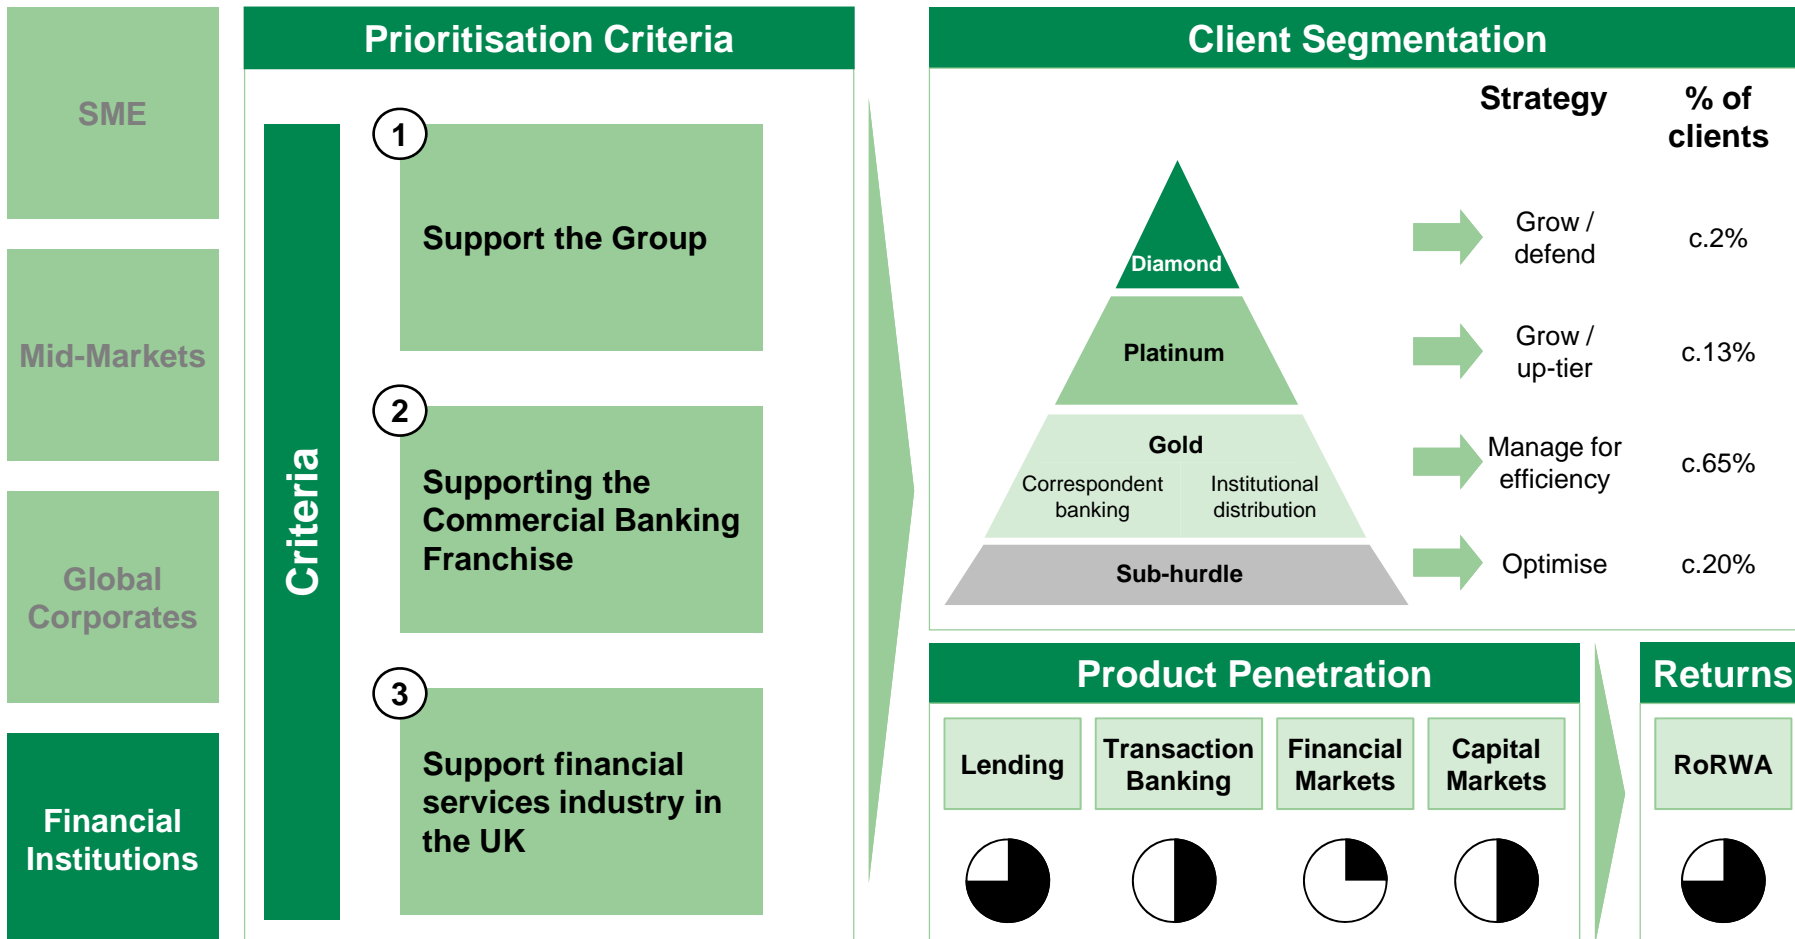 SME
Mid-Markets
Global
Corporates
Financial
Institutions
Prioritisation Criteria
Criteria
1
Support the Group
2
Supporting the
Commercial Banking
Franchise
3
Support financial
services industry in
the UK
Client Segmentation
Strategy
% of
clients
Diamond
Grow /
defend
c.2%
Platinum
Grow /
up-tier
c.13%
Gold
Correspondent
banking
Institutional
distribution
Manage for
efficiency
c.65%
Sub-hurdle
Optimise
c.20%
Product Penetration
Lending
Transaction
Banking
Financial
Markets
Capital
Markets
Returns
RoRWA